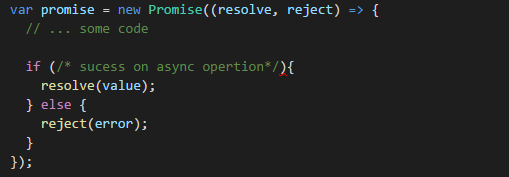 var promise = new Promise((resolve, reject) => {
  // ... some code

  if (/* sucess on async opertion*/){
    resolve(value);
  } else {
    reject(error);
  }
});